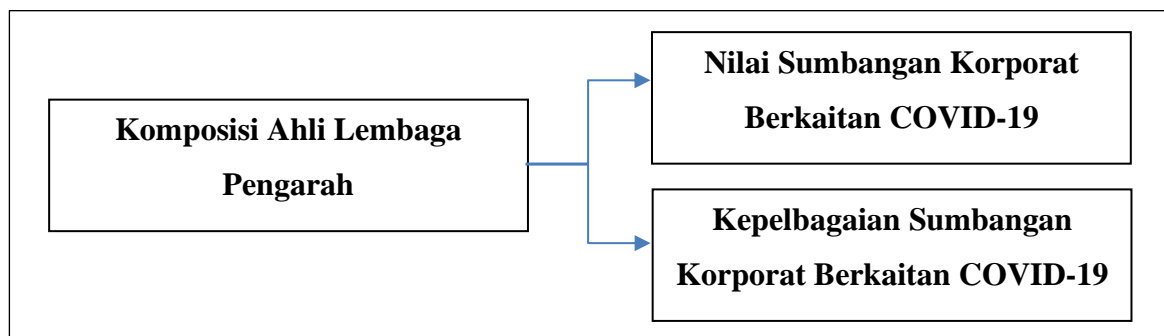 Komposisi Ahli Lembaga
Pengarah
Nilai Sumbangan Korporat
Berkaitan COVID-19
Kepelbagaian Sumbangan
Korporat Berkaitan COVID-19